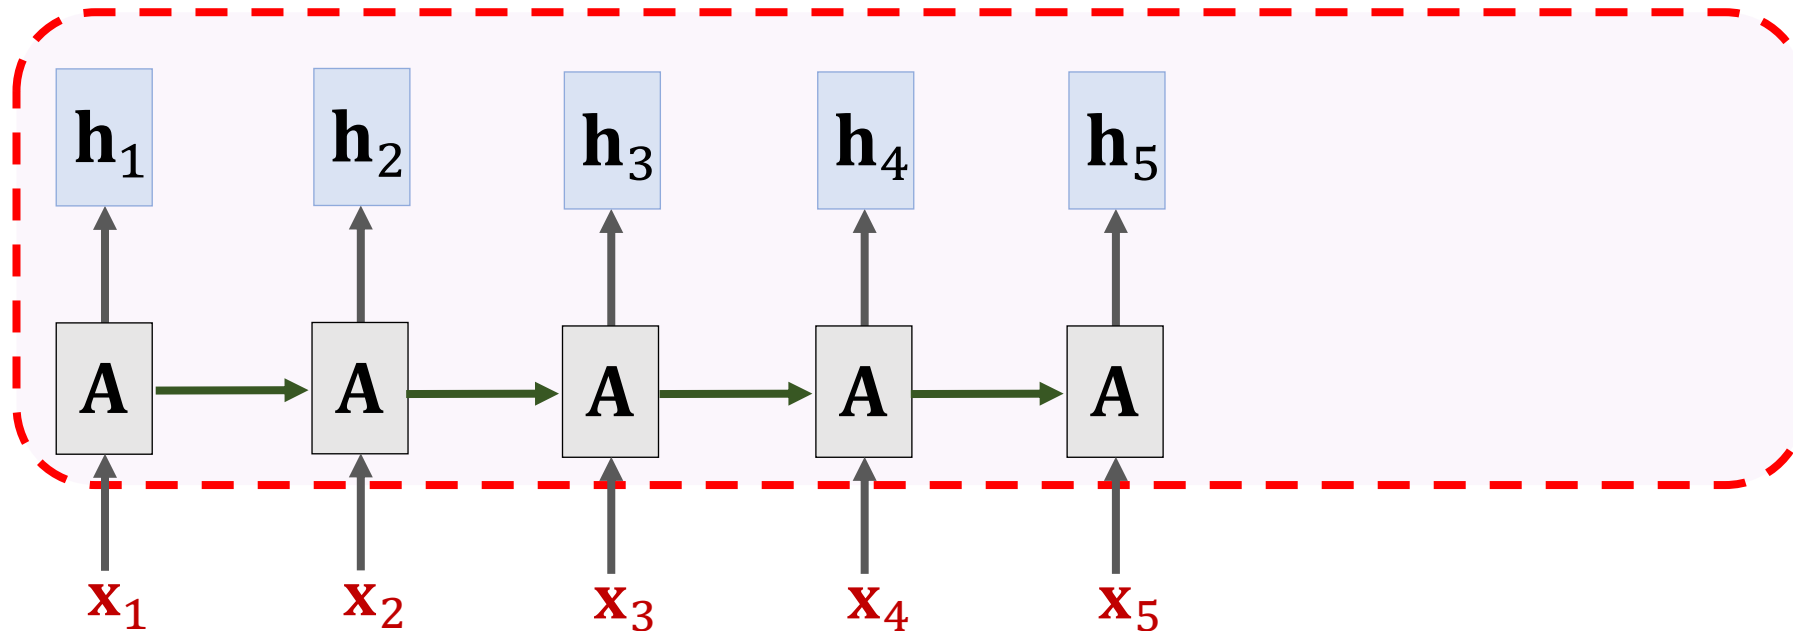 h₁ h₂ h₃ h₄ h₅
A A A A A
x₁ x₂ x₃ x₄ x₅